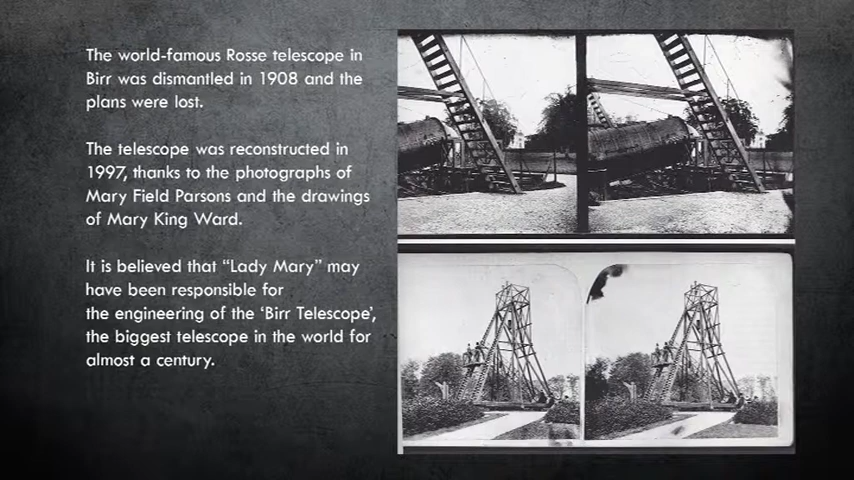 The world-famous Rosse telescope in
Birr was dismantled in 1908 and the
plans were lost.
The telescope was reconstructed in
1997, thanks to the photographs of
Mary Field Parsons and the drawings
of Mary King Ward.
It is believed that “Lady Mary” may
have been responsible for
the engineering of the ‘Birr Telescope’,
the biggest telescope in the world for
almost a century.